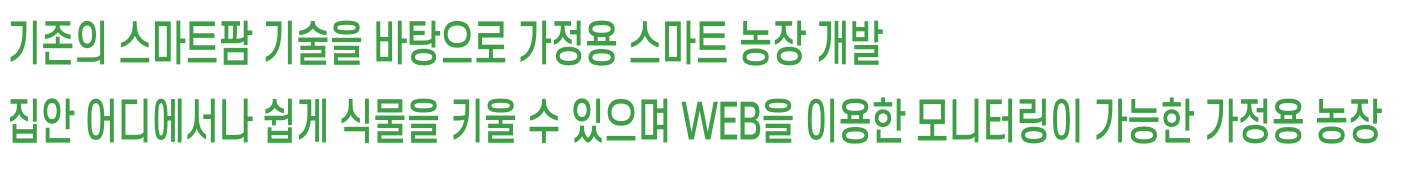 기존의 스마트팜 기술을 바탕으로 가정용 스마트 농장 개발
집안 어디에서나 쉽게 식물을 키울 수 있으며 WEB을 이용한 모니터링이 가능한 가정용 농장